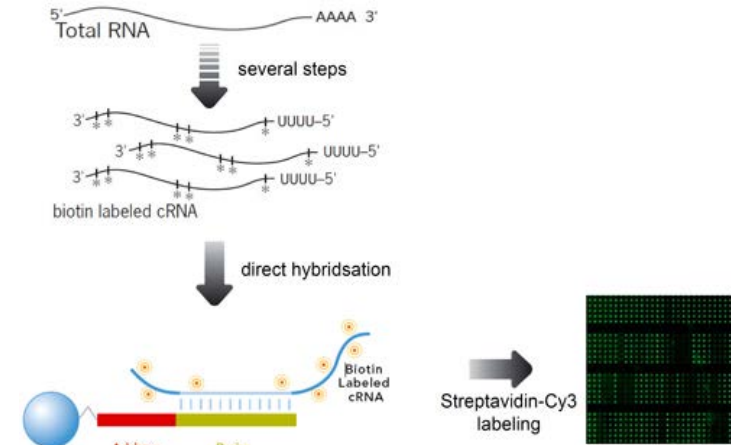 5'
AAAA 3'
Total RNA
several steps
3'
UUUU–5'
3'
UUUU–5'
3'
UUUU–5'
biotin labeled cRNA
direct hybridsation
Biotin
Labeled
cRNA
Streptavidin-Cy3
labeling